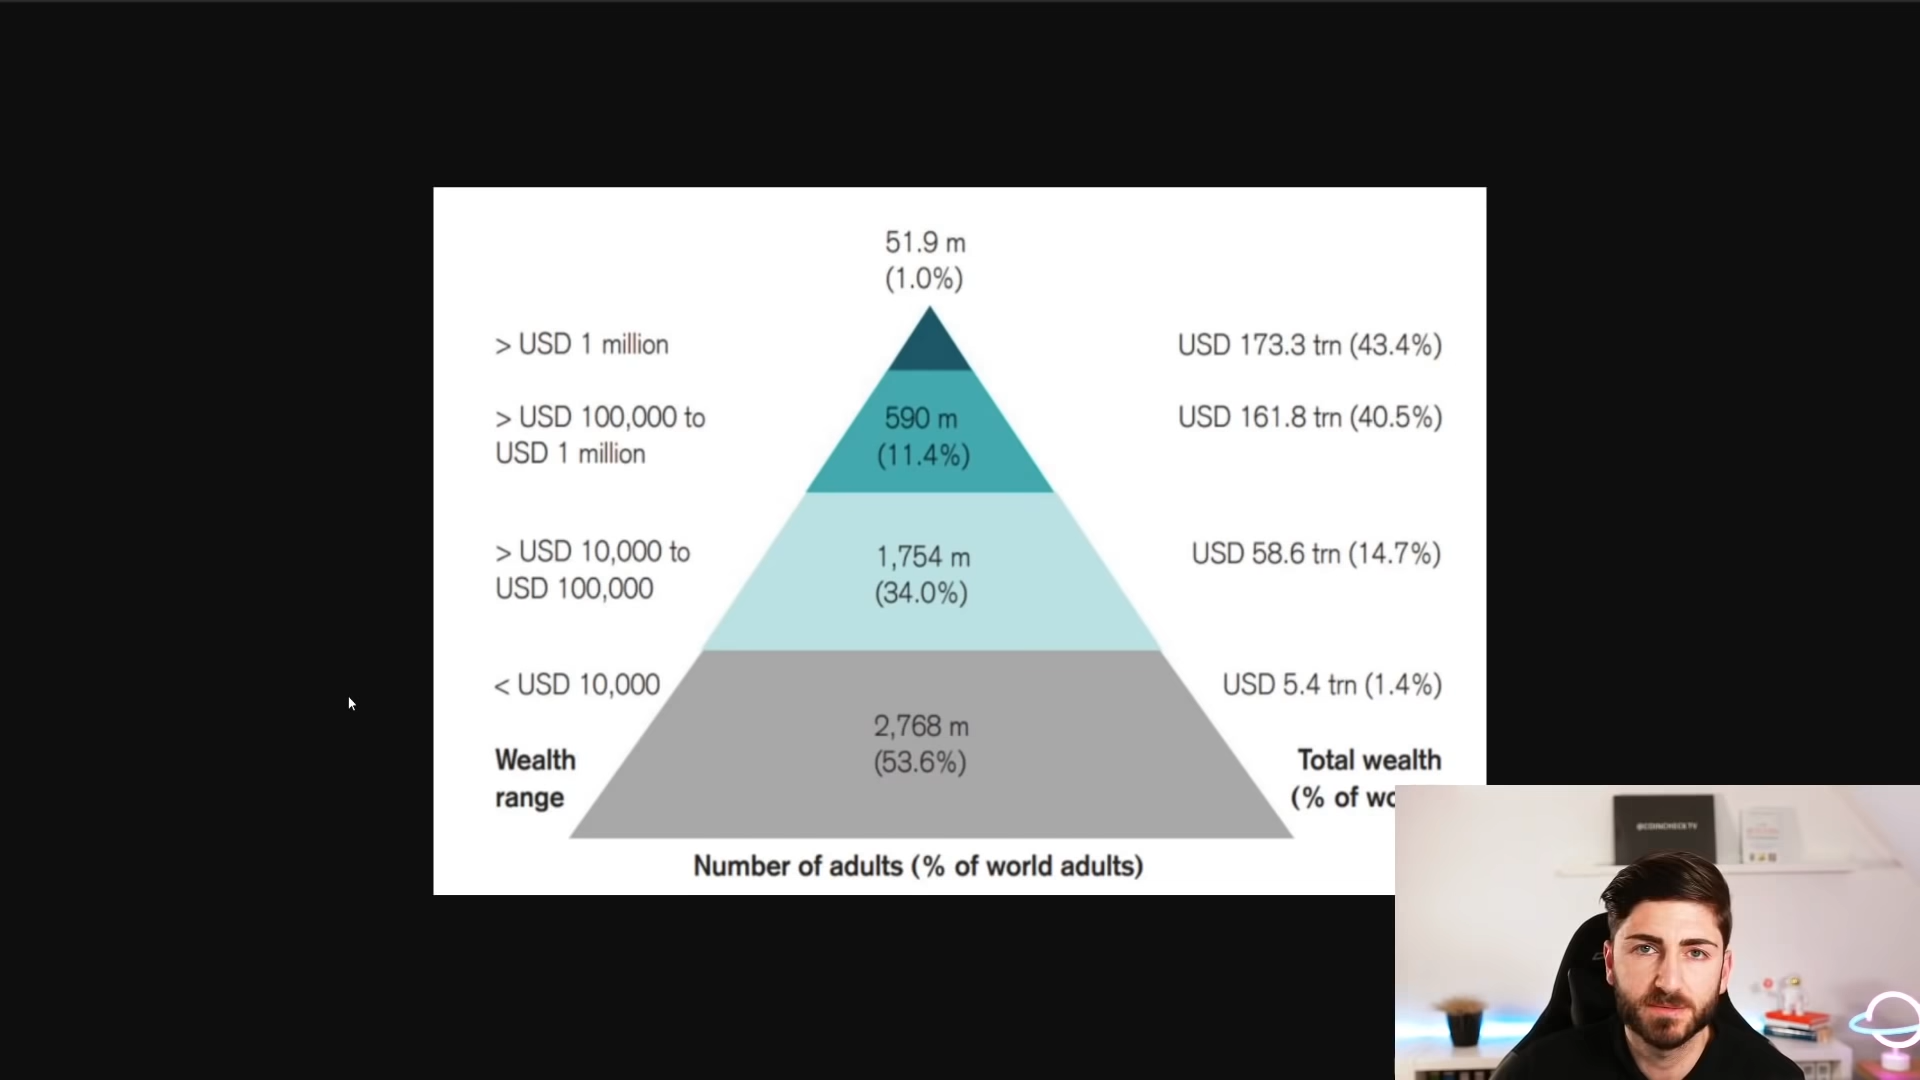 51.9 m
(1.0%)
> USD 1 million
USD 173.3 trn (43.4%)
> USD 100,000 to
USD 1 million
590 m
(11.4%)
USD 161.8 trn (40.5%)
> USD 10,000 to
USD 100,000
1,754 m
(34.0%)
USD 58.6 trn (14.7%)
< USD 10,000
2,768 m
(53.6%)
USD 5.4 trn (1.4%)
Wealth
range
Total wealth
(% of wo
Number of adults (% of world adults)
@COINCHECKTV